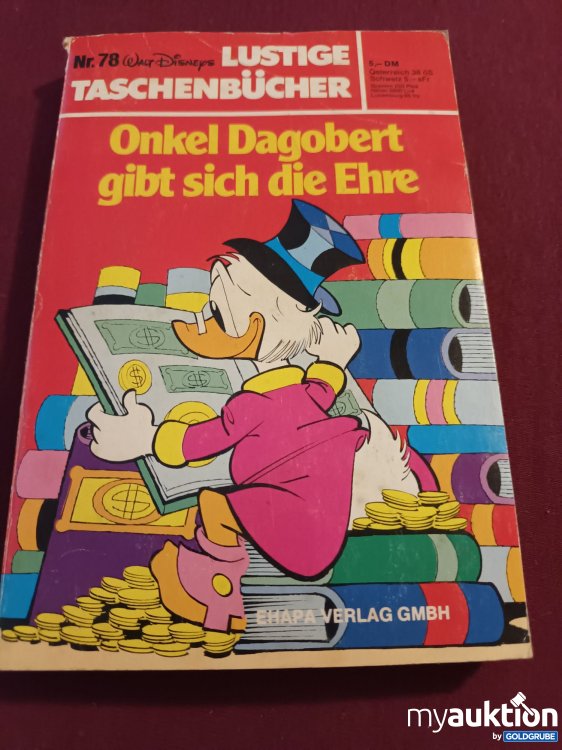 Nr. 78 Walt Disneys LUSTIGE
TASCHENBÜCHER
5,– DM
Österreich 38 öS
Schweiz 5,– sFr
Onkel Dagobert
gibt sich die Ehre
EHAPA VERLAG GMBH
myauktion
by GOLDGRUBE